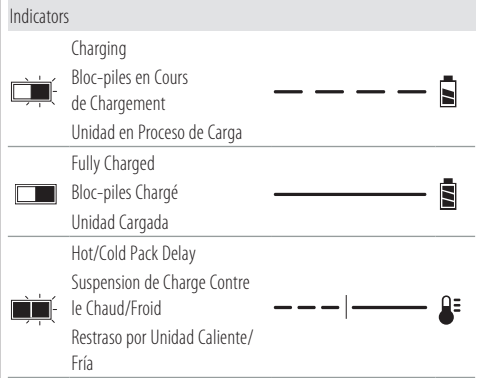 Indicators
Charging
Bloc-piles en Cours
de Chargement
Unidad en Proceso de Carga
Fully Charged
Bloc-piles Chargé
Unidad Cargada
Hot/Cold Pack Delay
Suspension de Charge Contre
le Chaud/Froid
Restraso por Unidad Caliente/
Fría